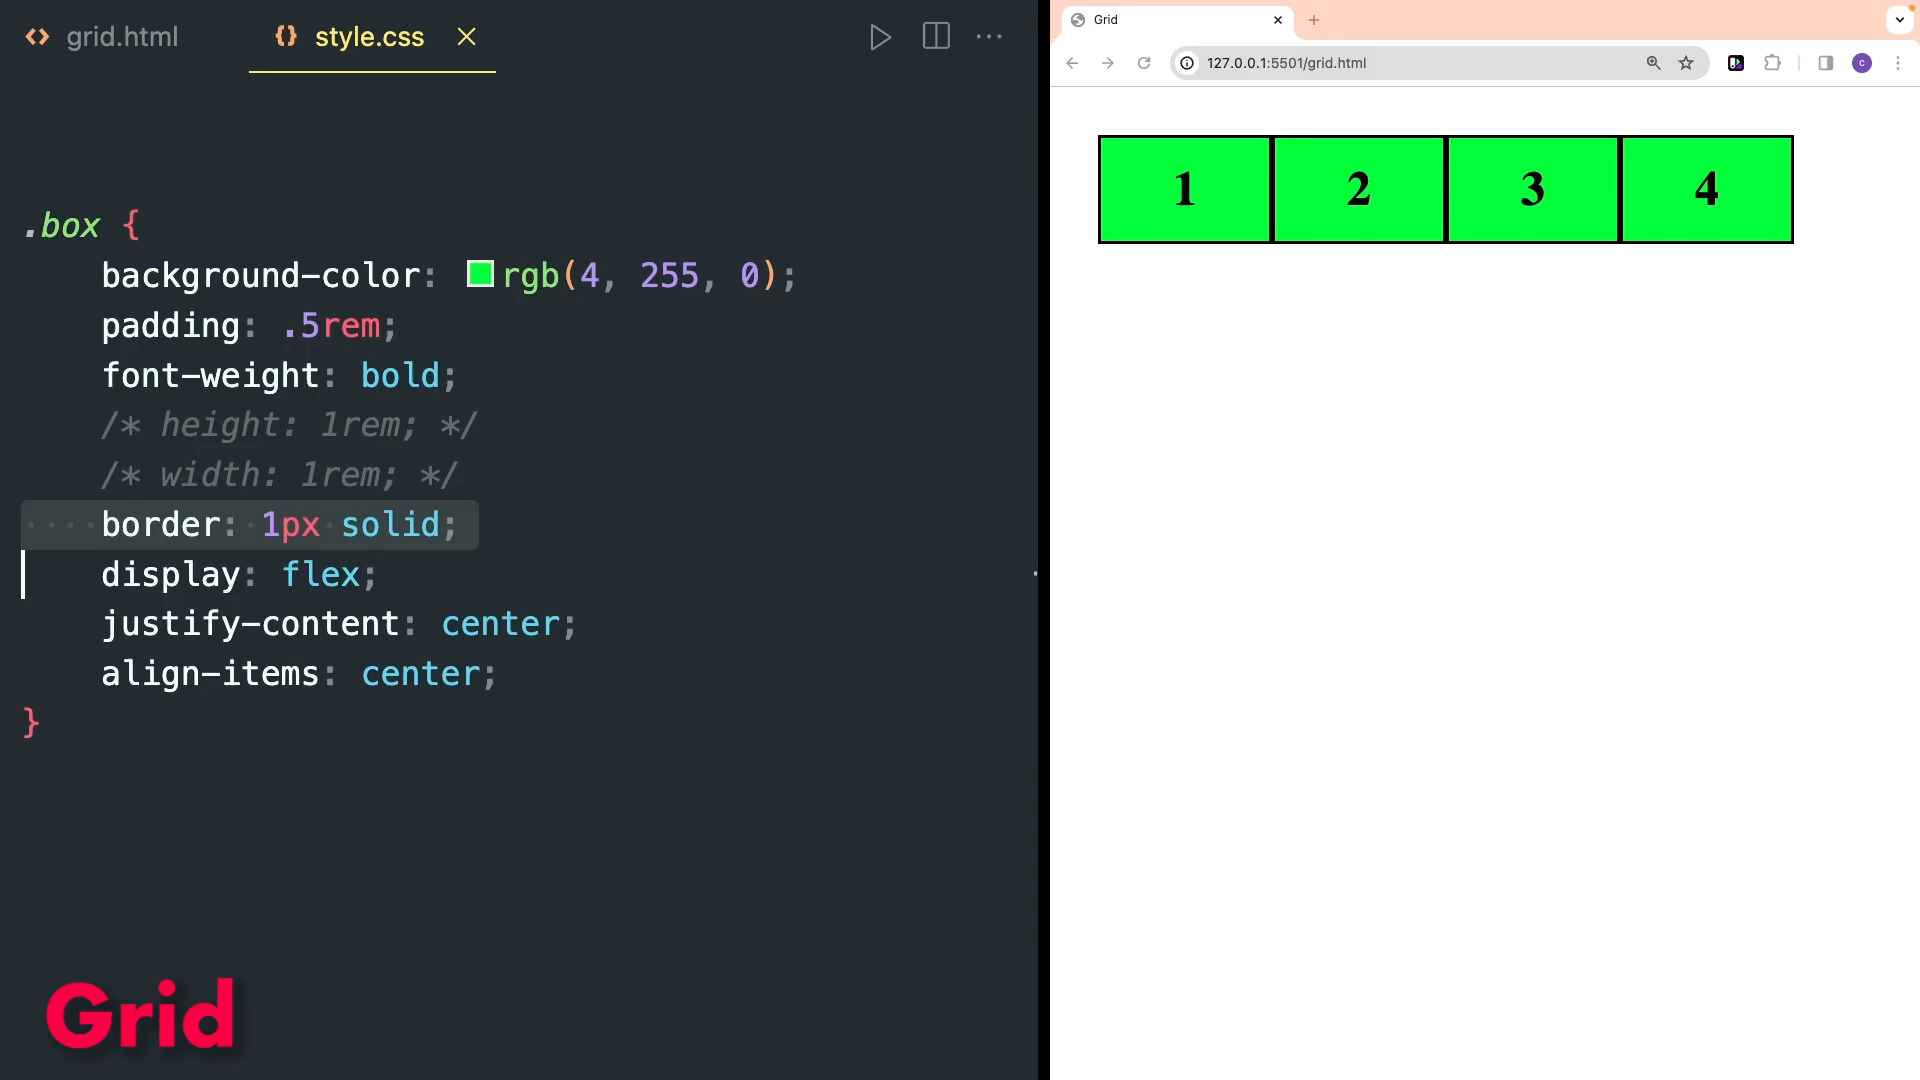 grid.html
style.css
.box {
background-color: rgb(4, 255, 0);
padding: .5rem;
font-weight: bold;
/* height: 1rem; */
/* width: 1rem; */
border: 1px solid;
display: flex;
justify-content: center;
align-items: center;
}
Grid
Grid
127.0.0.1:5501/grid.html
c
1 2 3 4